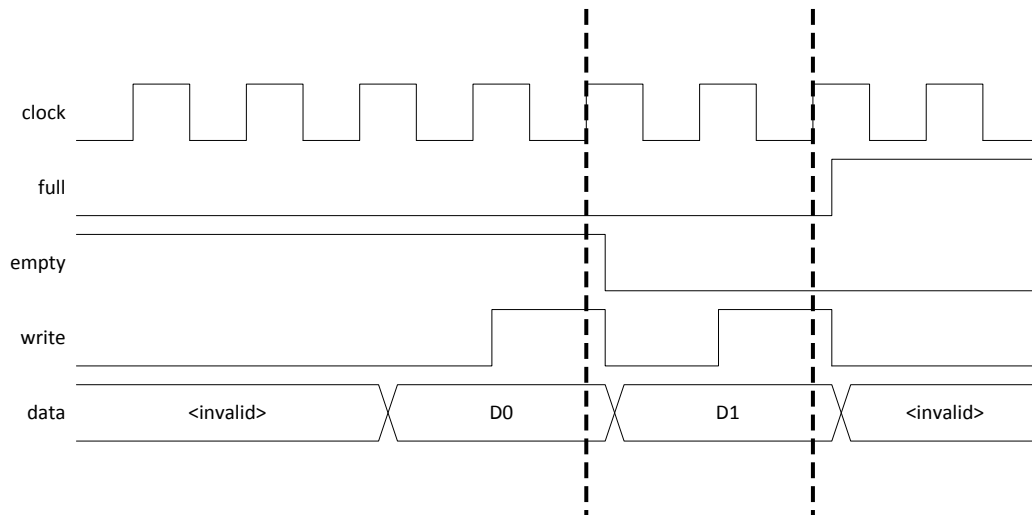 clock
full
empty
write
data <invalid> D0 D1 <invalid>